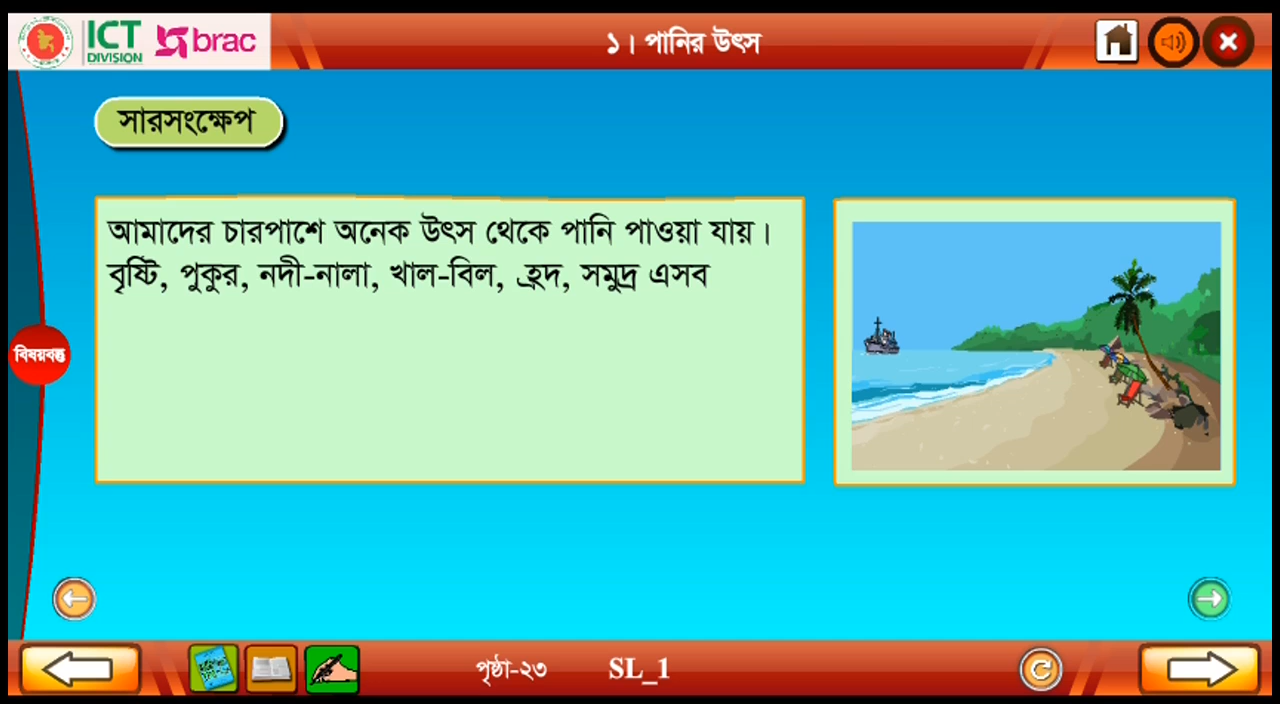 ICT
DIVISION
brac
১। পানির উৎস
সারসংক্ষেপ
আমাদের চারপাশে অনেক উৎস থেকে পানি পাওয়া যায়।
বৃষ্টি, পুকুর, নদী-নালা, খাল-বিল, হ্রদ, সমুদ্র এসব
বিষয়বস্তু
পৃষ্ঠা-২৩
SL_1